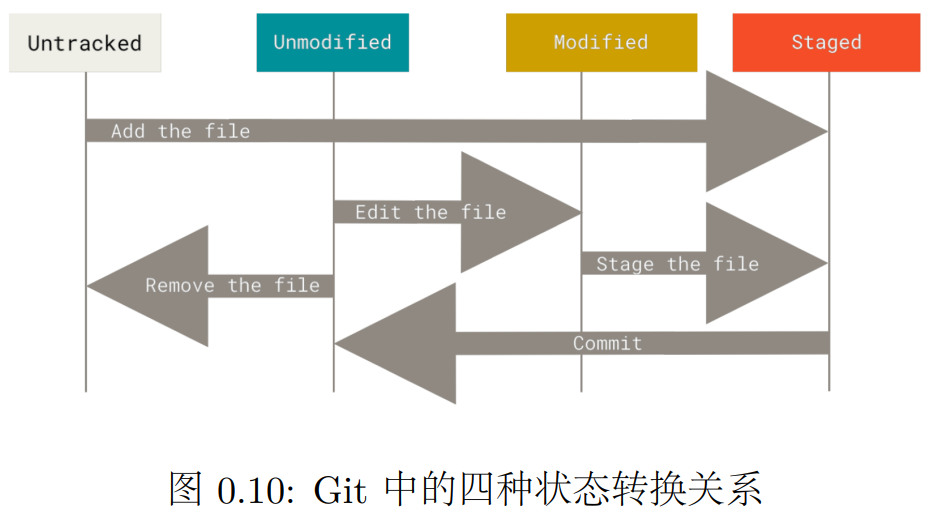 Untracked
Unmodified
Modified
Staged
Add the file
Edit the file
Stage the file
Remove the file
Commit
图 0.10: Git 中的四种状态转换关系